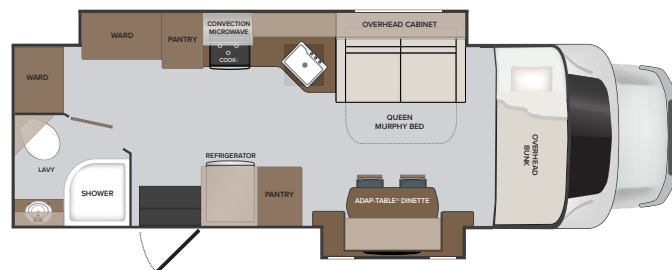 CONVECTION
MICROWAVE
OVERHEAD CABINET
WARD
PANTRY
COOK-
WARD
QUEEN
MURPHY BED
OVERHEAD
BUNK
REFRIGERATOR
LAVY
SHOWER
PANTRY
ADAP-TABLE® DINETTE